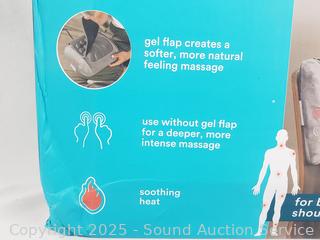 gel flap creates a
softer, more natural
feeling massage
use without gel flap
for a deeper, more
intense massage
soothing
heat
for b
shou
Copyright 2025 - Sound Auction Service